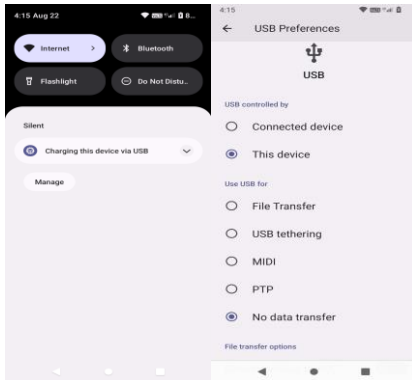 4:15 Aug 22
8...
Internet
Bluetooth
Flashlight
Do Not Distu..
Silent
Charging this device via USB
Manage
4:15
USB Preferences
USB
USB controlled by
Connected device
This device
Use USB for
File Transfer
USB tethering
MIDI
PTP
No data transfer
File transfer options